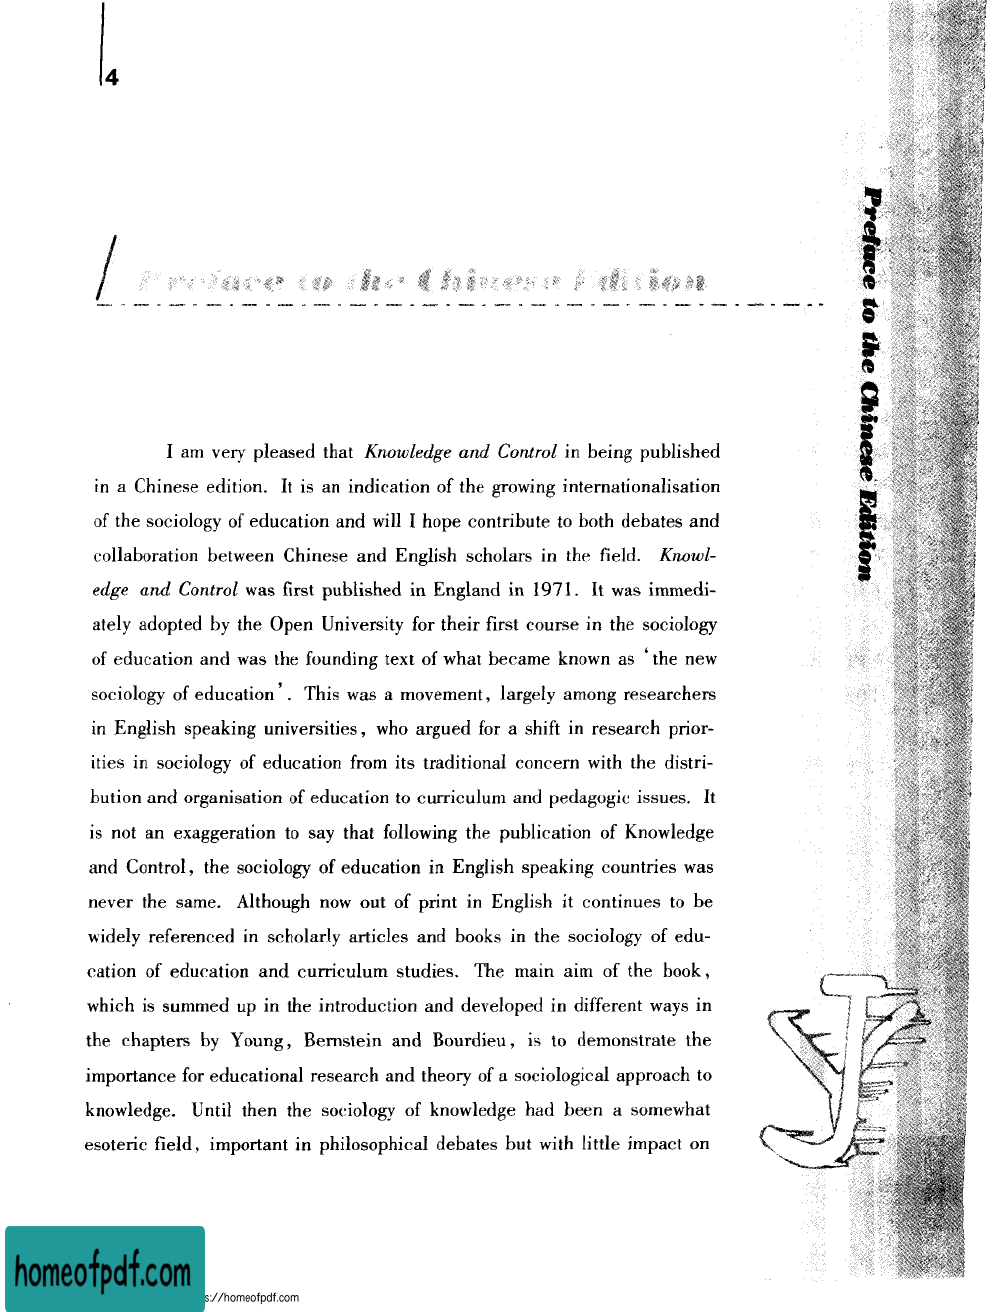 4
Preface to the Chinese Edition
Preface to the Chinese Edition
I am very pleased that Knowledge and Control in being published
in a Chinese edition. It is an indication of the growing internationalisation
of the sociology of education and will I hope contribute to both debates and
collaboration between Chinese and English scholars in the field. Knowl-
edge and Control was first published in England in 1971. It was immedi-
ately adopted by the Open University for their first course in the sociology
of education and was the founding text of what became known as ‘the new
sociology of education’. This was a movement, largely among researchers
in English speaking universities, who argued for a shift in research prior-
ities in sociology of education from its traditional concern with the distri-
bution and organisation of education to curriculum and pedagogic issues. It
is not an exaggeration to say that following the publication of Knowledge
and Control, the sociology of education in English speaking countries was
never the same. Although now out of print in English it continues to be
widely referenced in scholarly articles and books in the sociology of edu-
cation of education and curriculum studies. The main aim of the book,
which is summed up in the introduction and developed in different ways in
the chapters by Young, Bernstein and Bourdieu, is to demonstrate the
importance for educational research and theory of a sociological approach to
knowledge. Until then the sociology of knowledge had been a somewhat
esoteric field, important in philosophical debates but with little impact on
homeofpdf.com
s://homeofpdf.com